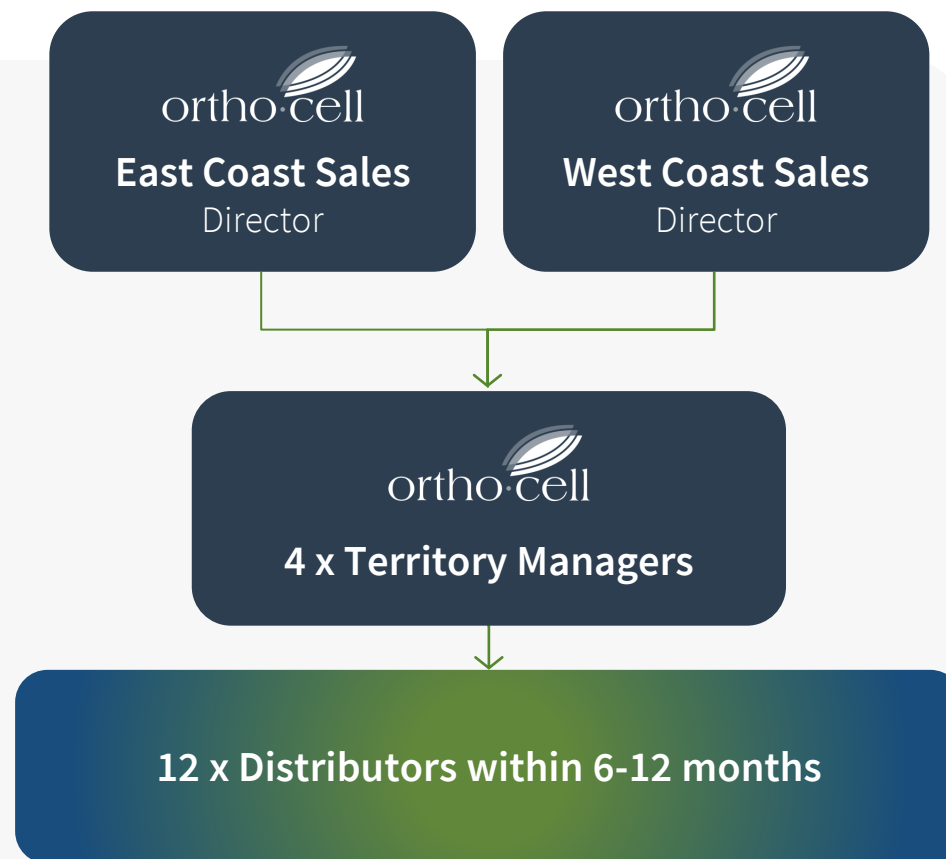 ortho·cell
East Coast Sales
Director
ortho·cell
West Coast Sales
Director
ortho·cell
4 x Territory Managers
12 x Distributors within 6-12 months